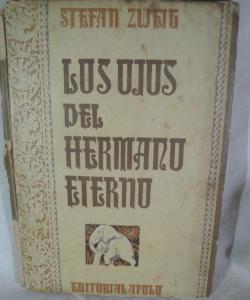 STEFAN ZWEIG
LOS OJOS
DEL
HERMANO
ETERNO
EDITORIAL APOLO